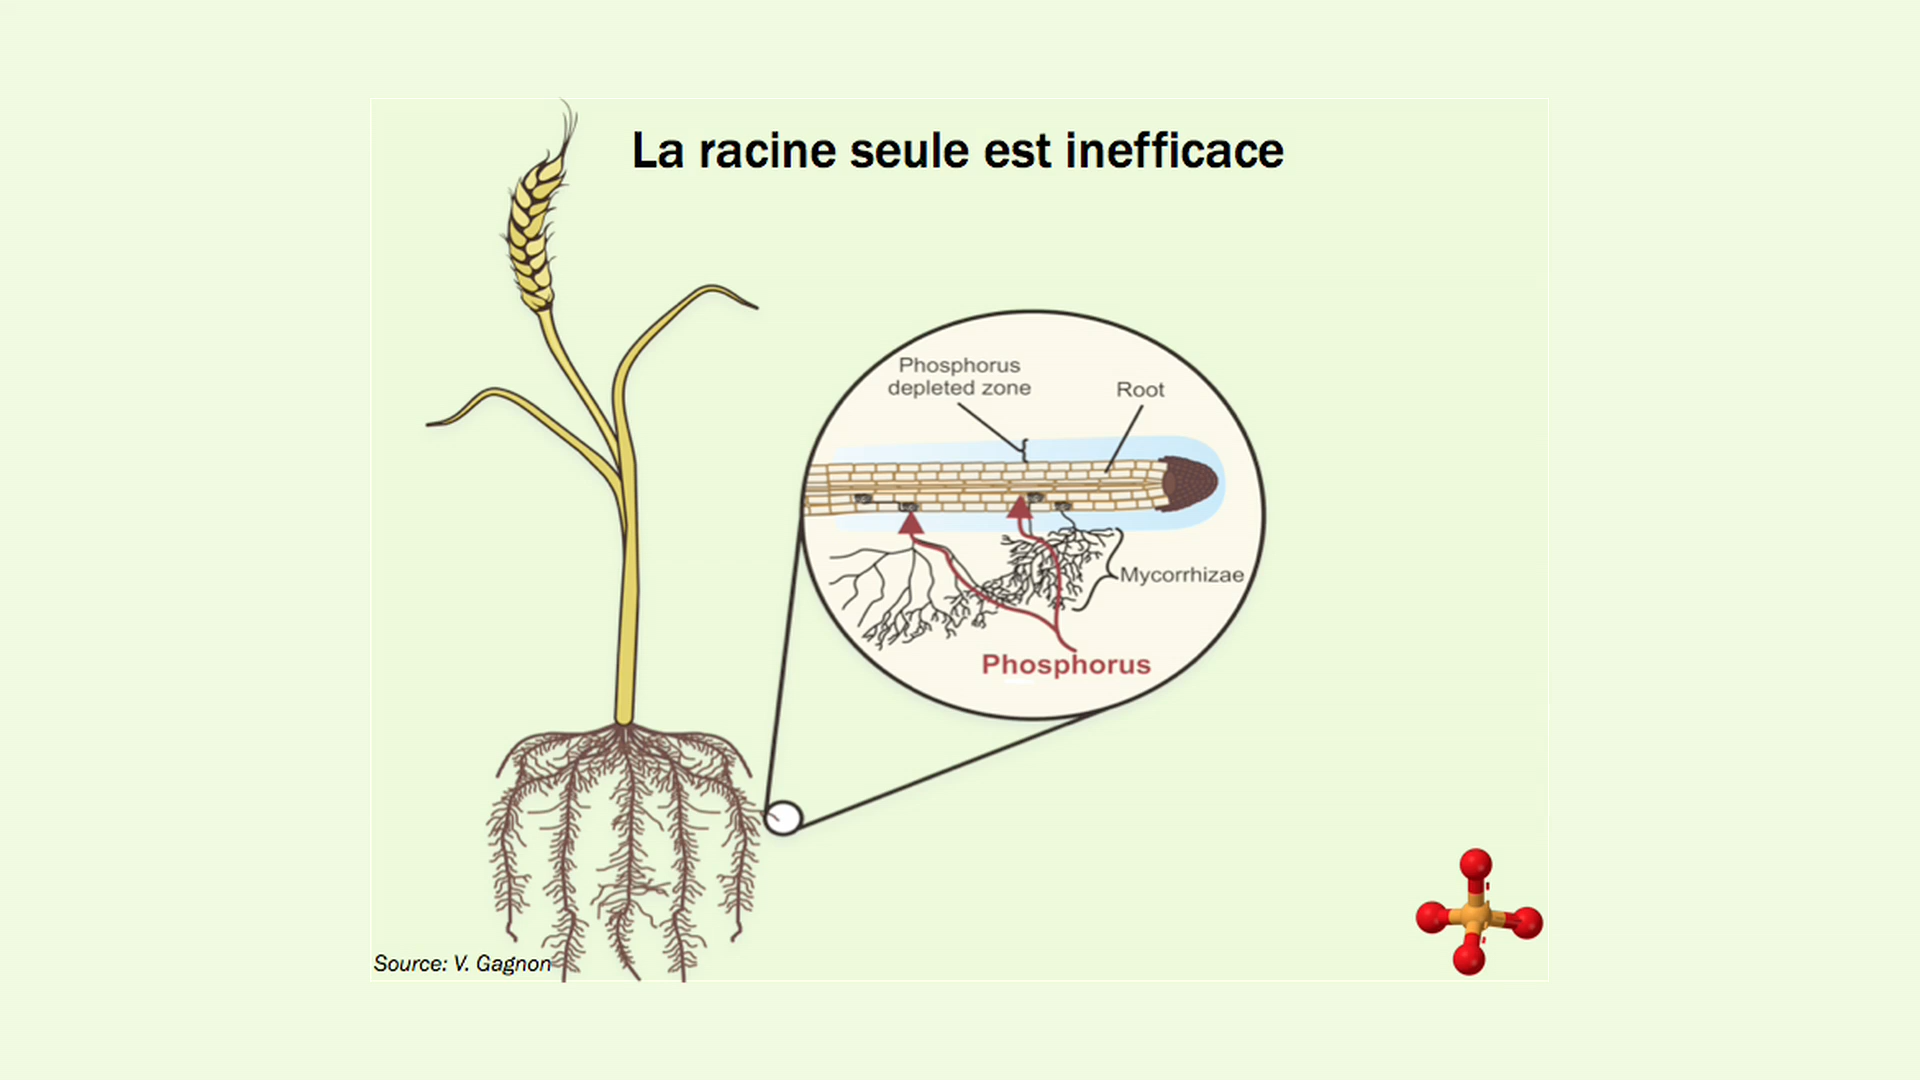 La racine seule est inefficace
Phosphorus
depleted zone
Root
Mycorrhizae
Phosphorus
Source: V. Gagnon